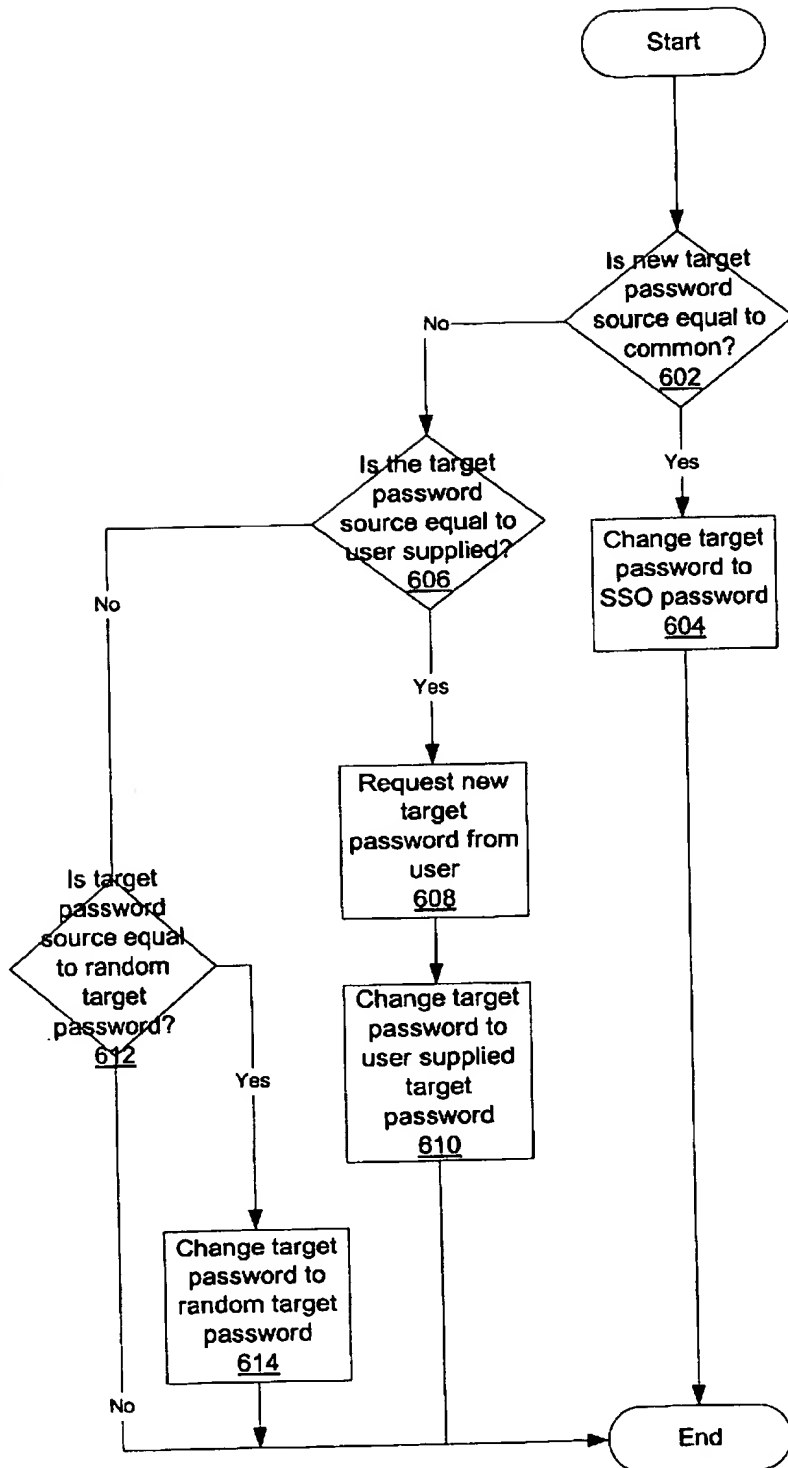 Start
Is new target
password
source equal to
common?
602
No
Yes
Change target
password to
SSO password
604
Is the target
password
source equal to
user supplied?
606
No
Yes
Request new
target
password from
user
608
Change target
password to
user supplied
target
password
610
Is target
password
source equal
to random
target
password?
612
Yes
Change target
password to
random target
password
614
No
End